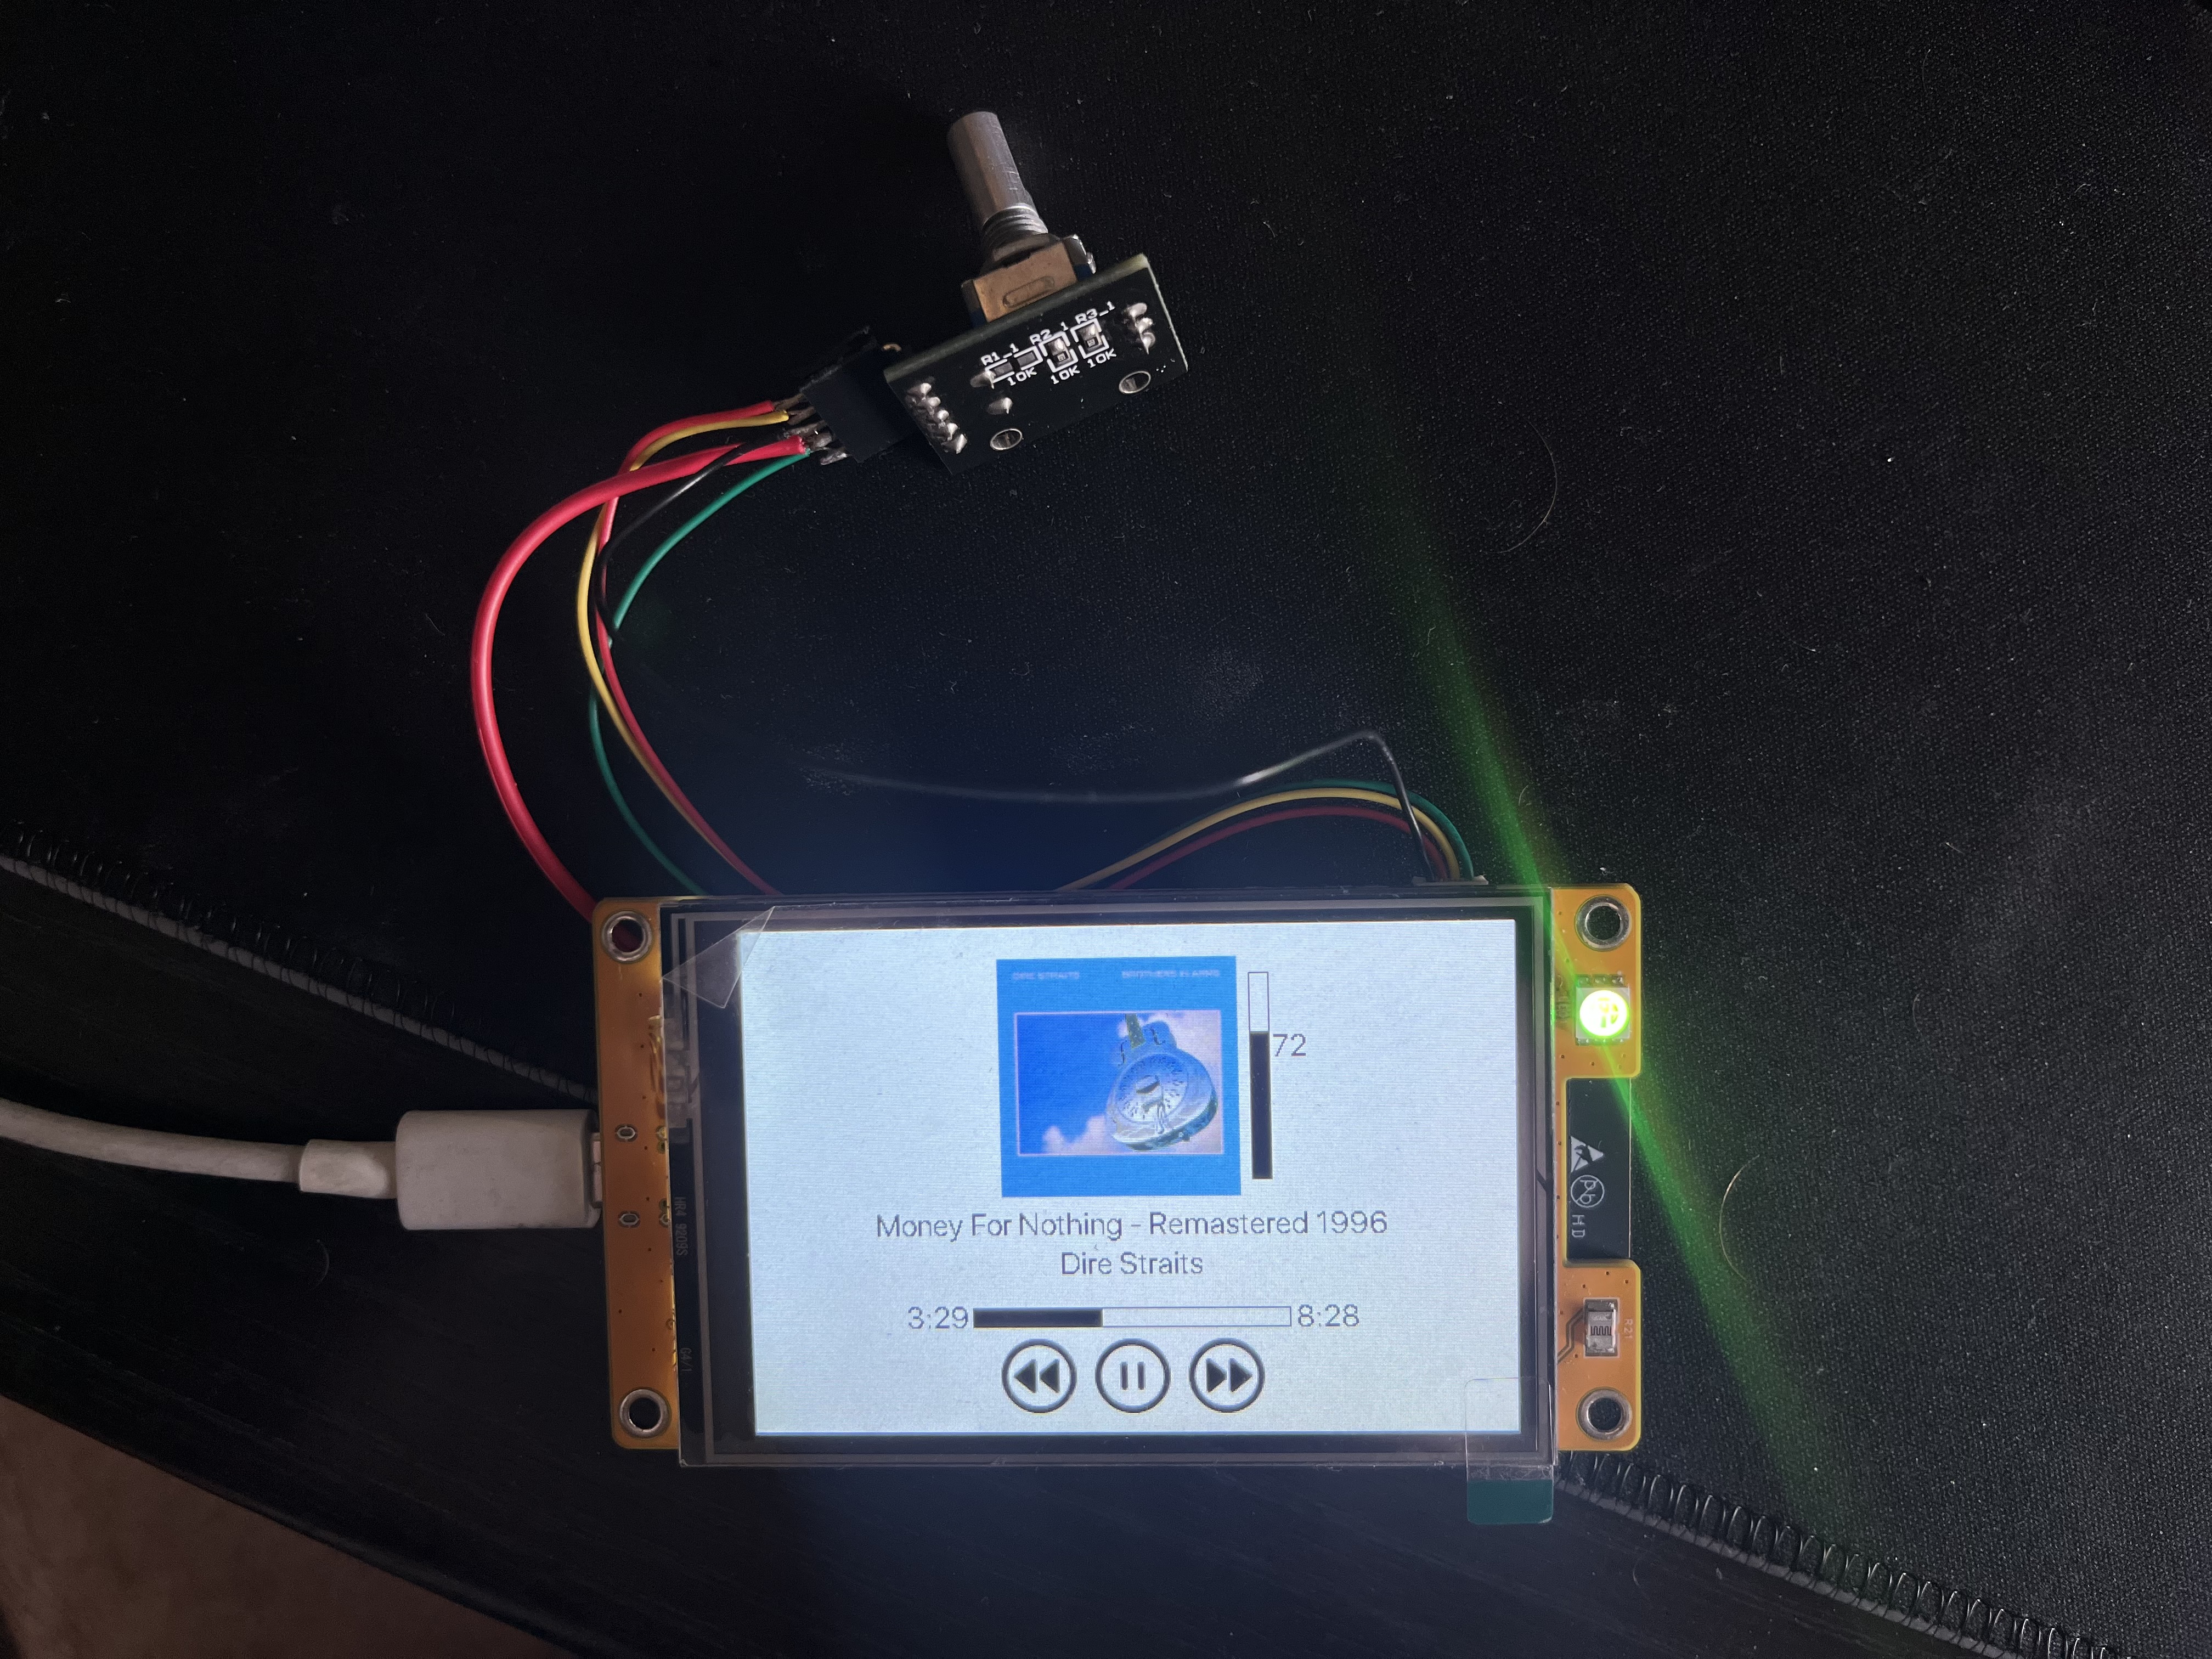 R1_1 R2_1 R3_1
10K 10K 10K
DIRE STRAITS BROTHERS IN ARMS
72
Money For Nothing - Remastered 1996
Dire Straits
3:29 8:28
Pb
R21